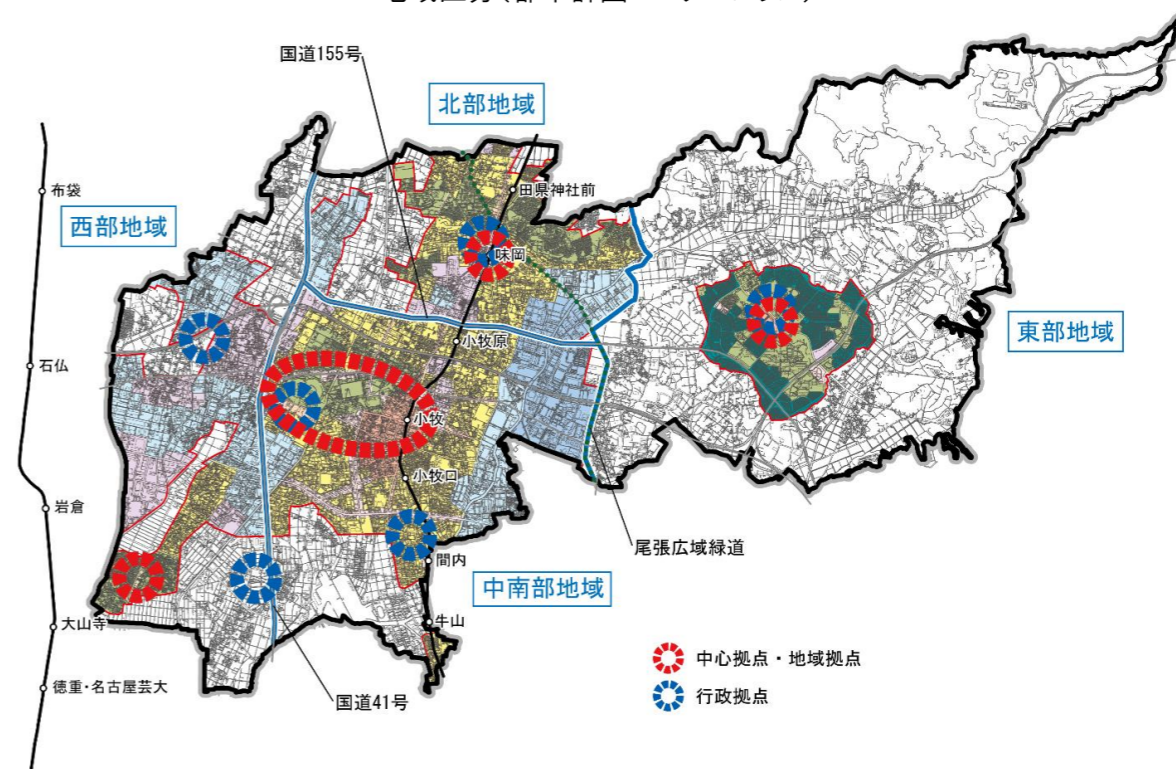 国道155号
北部地域
布袋
田県神社前
西部地域
味岡
東部地域
小牧原
石仏
小牧
小牧口
岩倉
尾張広域緑道
間内
中南部地域
大山寺
牛山
中心拠点・地域拠点
徳重・名古屋芸大
行政拠点
国道41号